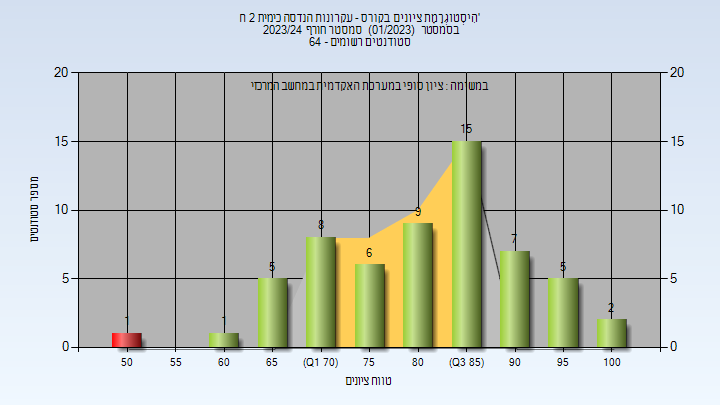 הִיסְטוֹגְרָמַת ציונים בקורס - עקרונות הנדסה כימית 2 ח'
בסמסטר (01/2023) סמסטר חורף 2023/24
סטודנטים רשומים - 64
במשימה : ציון סופי במערכת האקדמית במחשב המרכזי
20 20
15 15
10 10
5 5
0 0
מספר סטודנטים
1 1 5 8 6 9 15 7 5 2
50 55 60 65 (Q1 70) 75 80 (Q3 85) 90 95 100
טווח ציונים